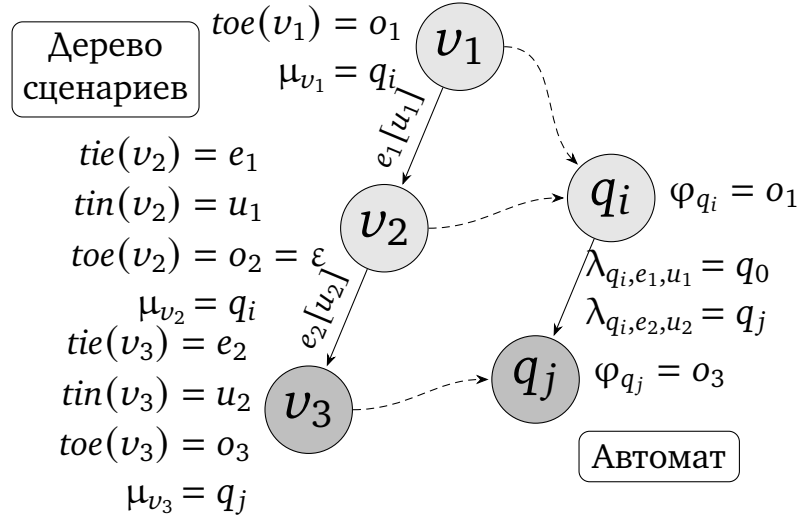 Дерево
сценариев
toe(v₁) = o₁
μ_{v₁} = q_i
v₁
e₁[u₁]
tie(v₂) = e₁
tin(v₂) = u₁
toe(v₂) = o₂ = ε
μ_{v₂} = q_i
v₂
e₂[u₂]
tie(v₃) = e₂
tin(v₃) = u₂
toe(v₃) = o₃
μ_{v₃} = q_j
v₃
q_i
φ_{q_i} = o₁
λ_{q_i,e₁,u₁} = q₀
λ_{q_i,e₂,u₂} = q_j
q_j
φ_{q_j} = o₃
Автомат